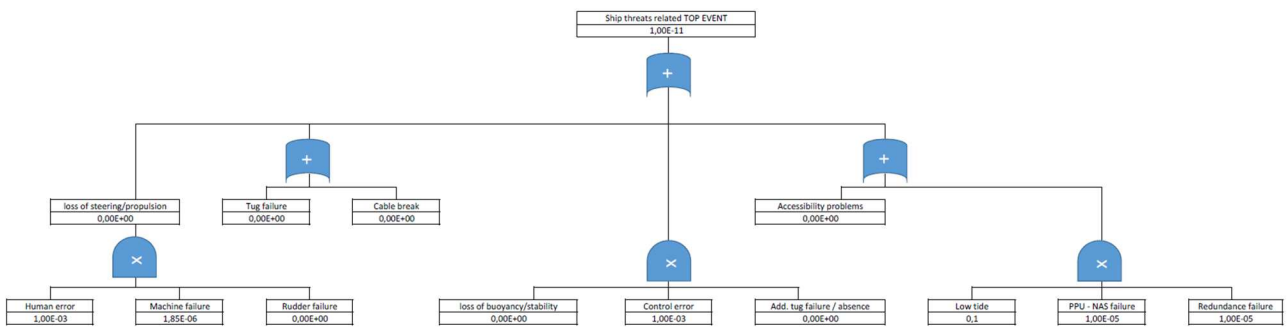 Ship threats related TOP EVENT
1,00E-11
+
+
+
loss of steering/propulsion
0,00E+00
Tug failure
0,00E+00
Cable break
0,00E+00
Accessibility problems
0,00E+00
x
x
x
Human error
1,00E-03
Machine failure
1,85E-06
Rudder failure
0,00E+00
loss of buoyancy/stability
0,00E+00
Control error
1,00E-03
Add. tug failure / absence
0,00E+00
Low tide
0,1
PPU - NAS failure
1,00E-05
Redundance failure
1,00E-05